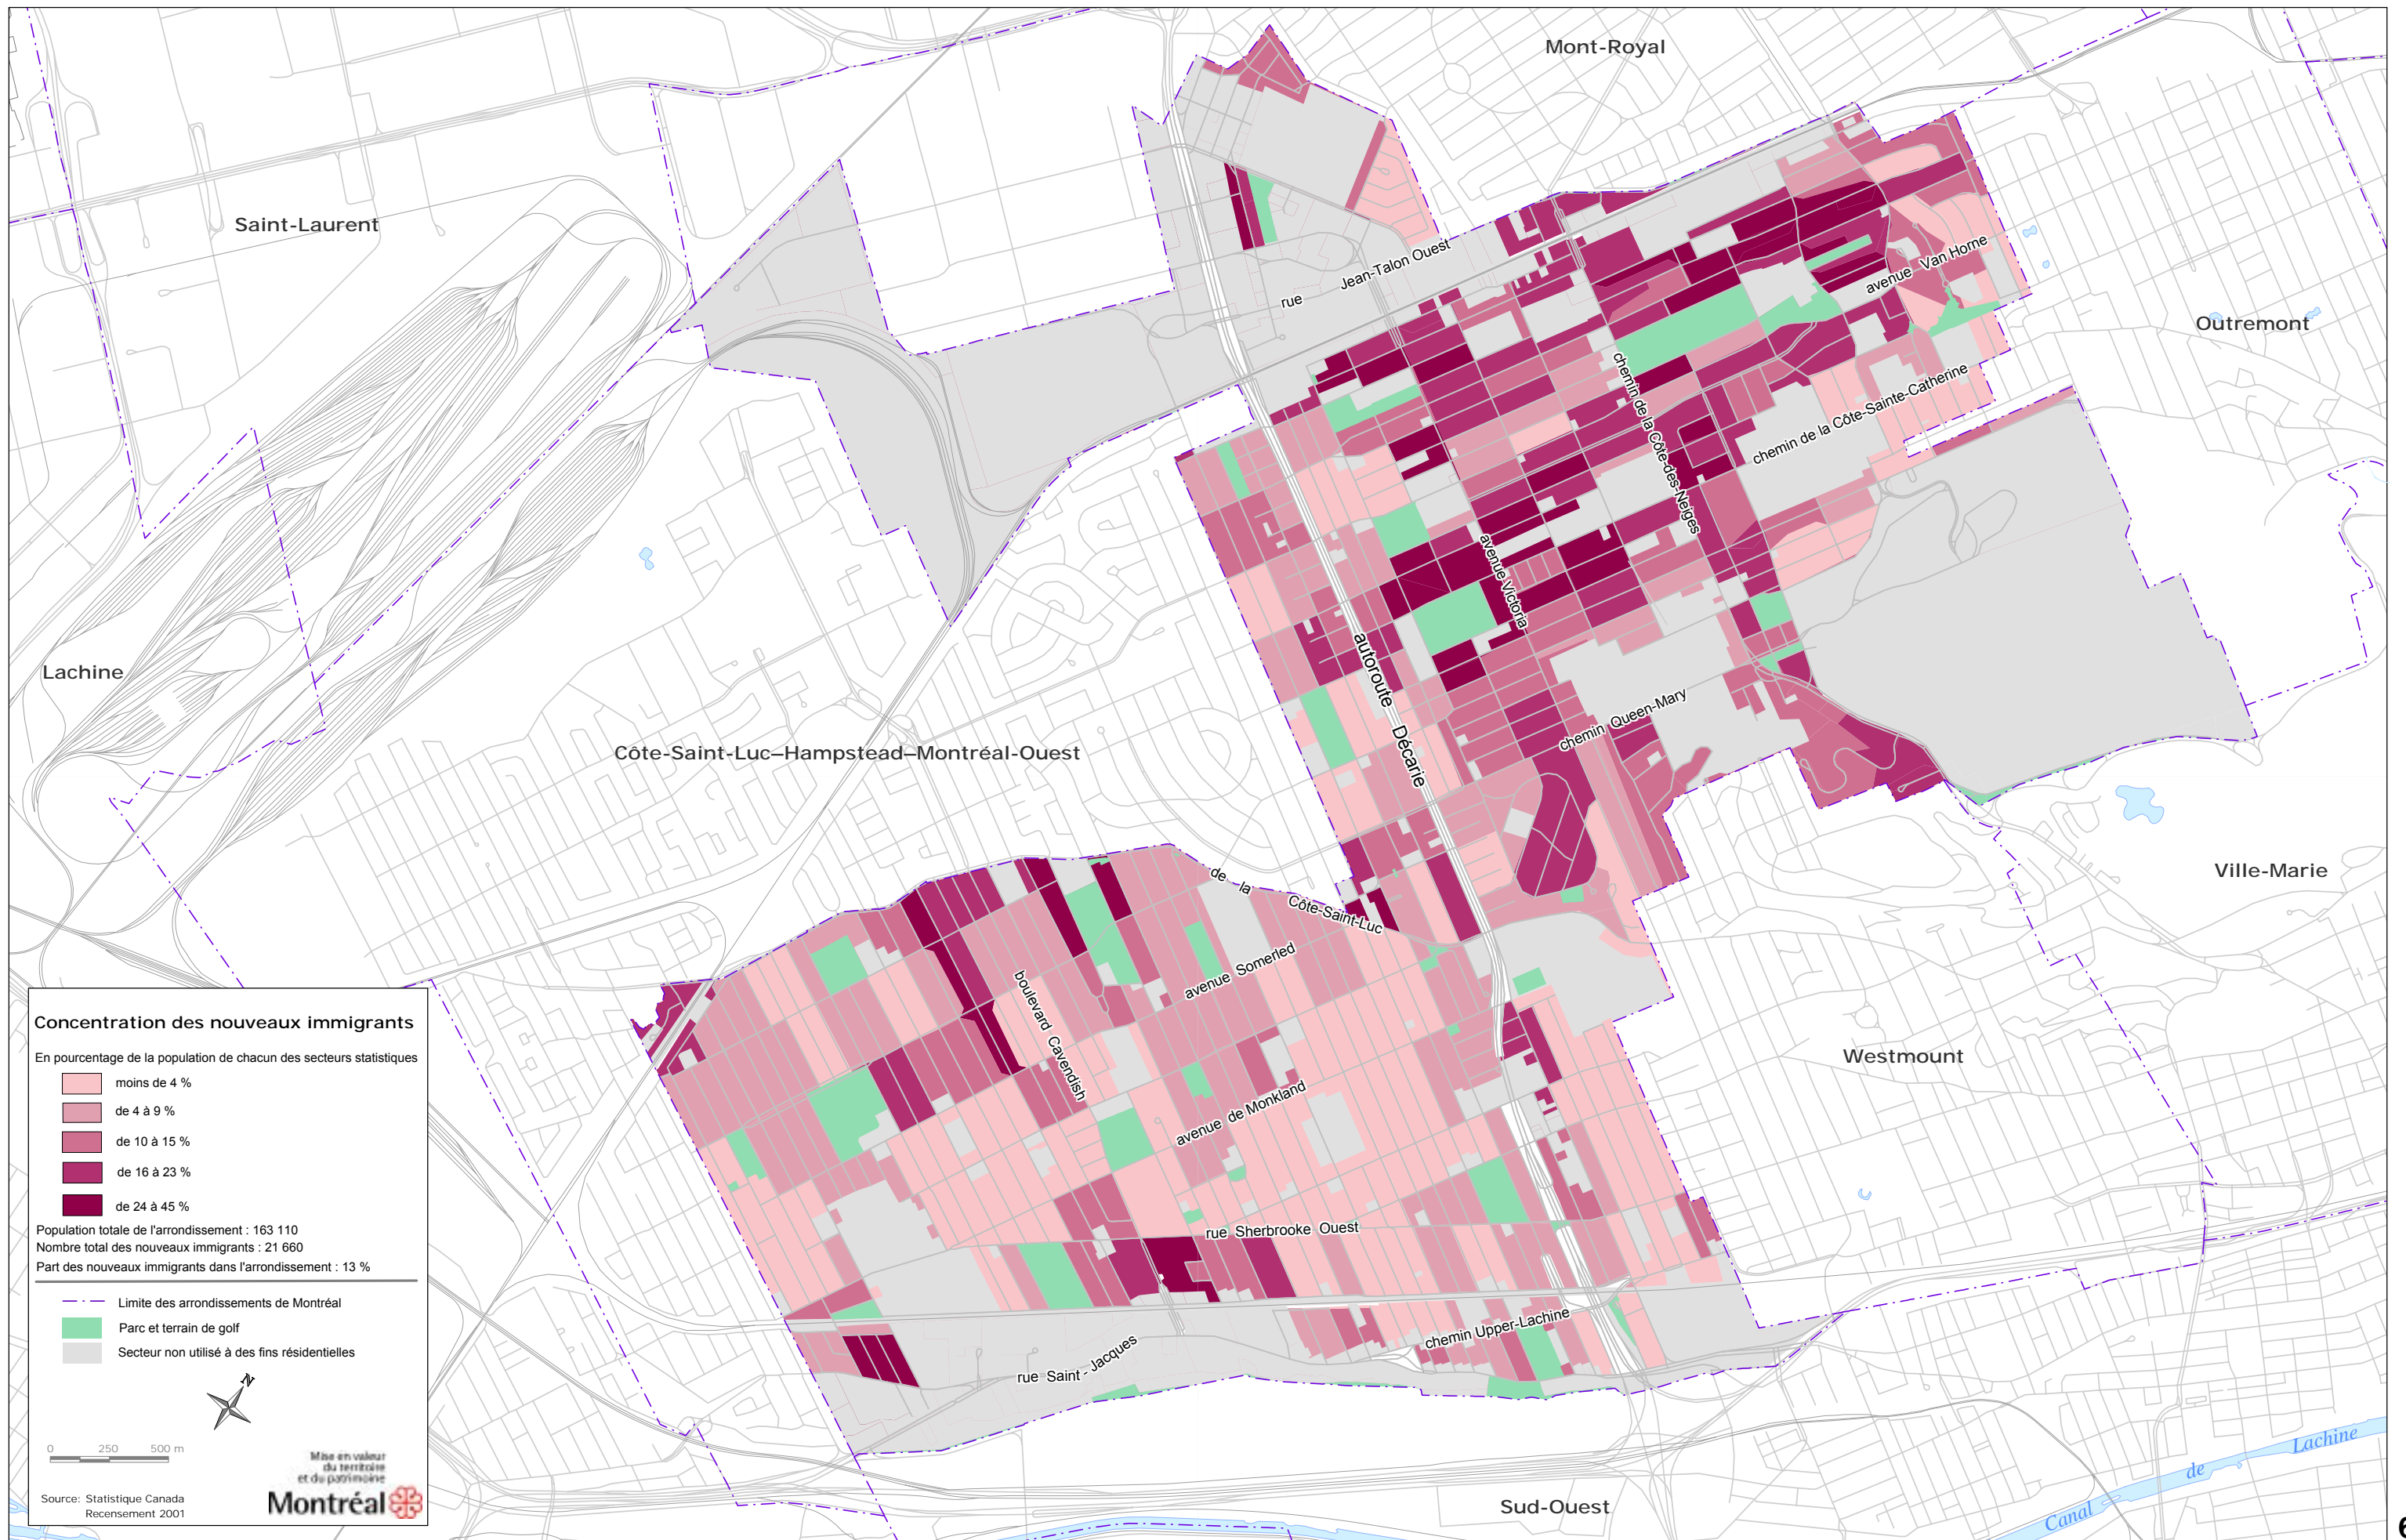 Mont-Royal
Saint-Laurent
rue Jean-Talon Ouest
avenue Van Horne
Outremont
chemin de la Côte-des-Neiges
chemin de la Côte-Sainte-Catherine
avenue Victoria
autoroute Décarie
Lachine
chemin Queen-Mary
Côte-Saint-Luc–Hampstead–Montréal-Ouest
Ville-Marie
de la Côte-Saint-Luc
avenue Somerled
boulevard Cavendish
Westmount
avenue de Monkland
rue Sherbrooke Ouest
chemin Upper-Lachine
rue Saint-Jacques
Sud-Ouest
Canal de Lachine
Concentration des nouveaux immigrants
En pourcentage de la population de chacun des secteurs statistiques
moins de 4 %
de 4 à 9 %
de 10 à 15 %
de 16 à 23 %
de 24 à 45 %
Population totale de l'arrondissement : 163 110
Nombre total des nouveaux immigrants : 21 660
Part des nouveaux immigrants dans l'arrondissement : 13 %
Limite des arrondissements de Montréal
Parc et terrain de golf
Secteur non utilisé à des fins résidentielles
N
0 250 500 m
Mise en valeur
du territoire
et du patrimoine
Montréal
Source: Statistique Canada
Recensement 2001